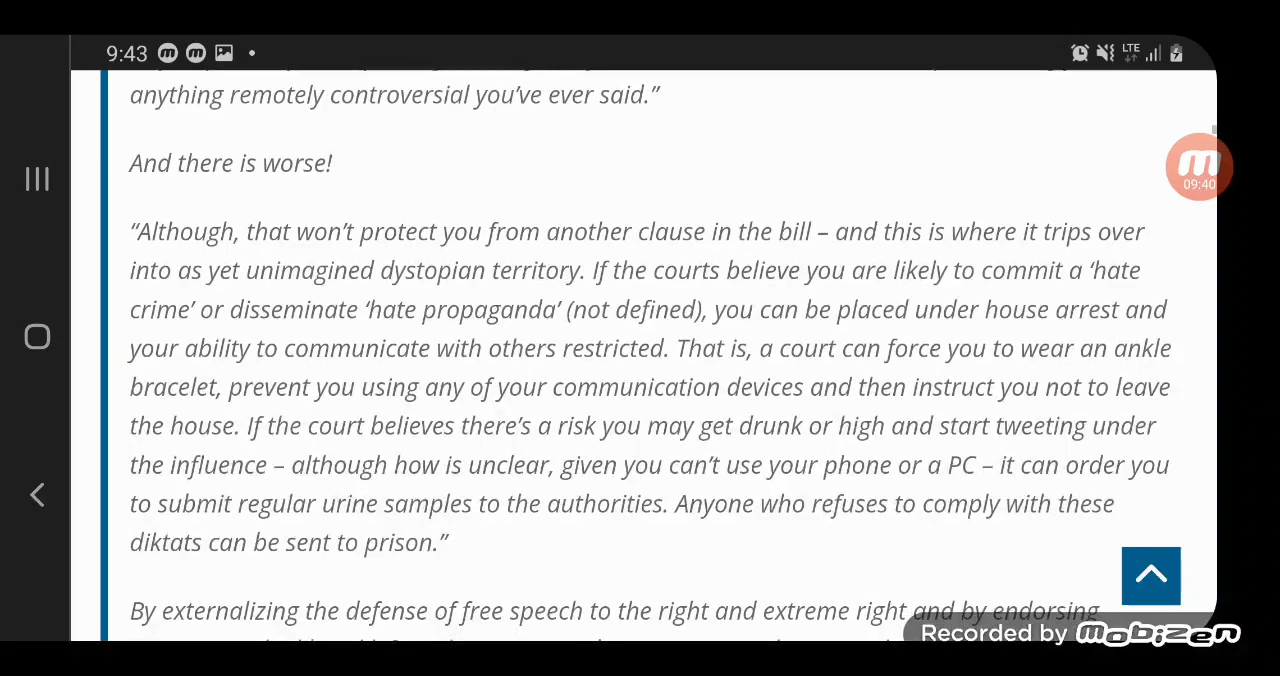 9:43
LTE
anything remotely controversial you’ve ever said.”
And there is worse!
09:40
“Although, that won’t protect you from another clause in the bill – and this is where it trips over
into as yet unimagined dystopian territory. If the courts believe you are likely to commit a ‘hate
crime’ or disseminate ‘hate propaganda’ (not defined), you can be placed under house arrest and
your ability to communicate with others restricted. That is, a court can force you to wear an ankle
bracelet, prevent you using any of your communication devices and then instruct you not to leave
the house. If the court believes there’s a risk you may get drunk or high and start tweeting under
the influence – although how is unclear, given you can’t use your phone or a PC – it can order you
to submit regular urine samples to the authorities. Anyone who refuses to comply with these
diktats can be sent to prison.”
By externalizing the defense of free speech to the right and extreme right and by endorsing
Recorded by mobizen